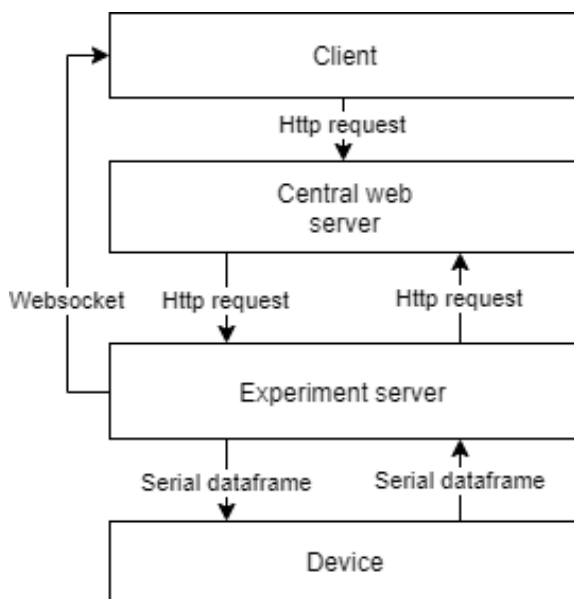 Client
Http request
Central web
server
Websocket
Http request
Http request
Experiment server
Serial dataframe
Serial dataframe
Device